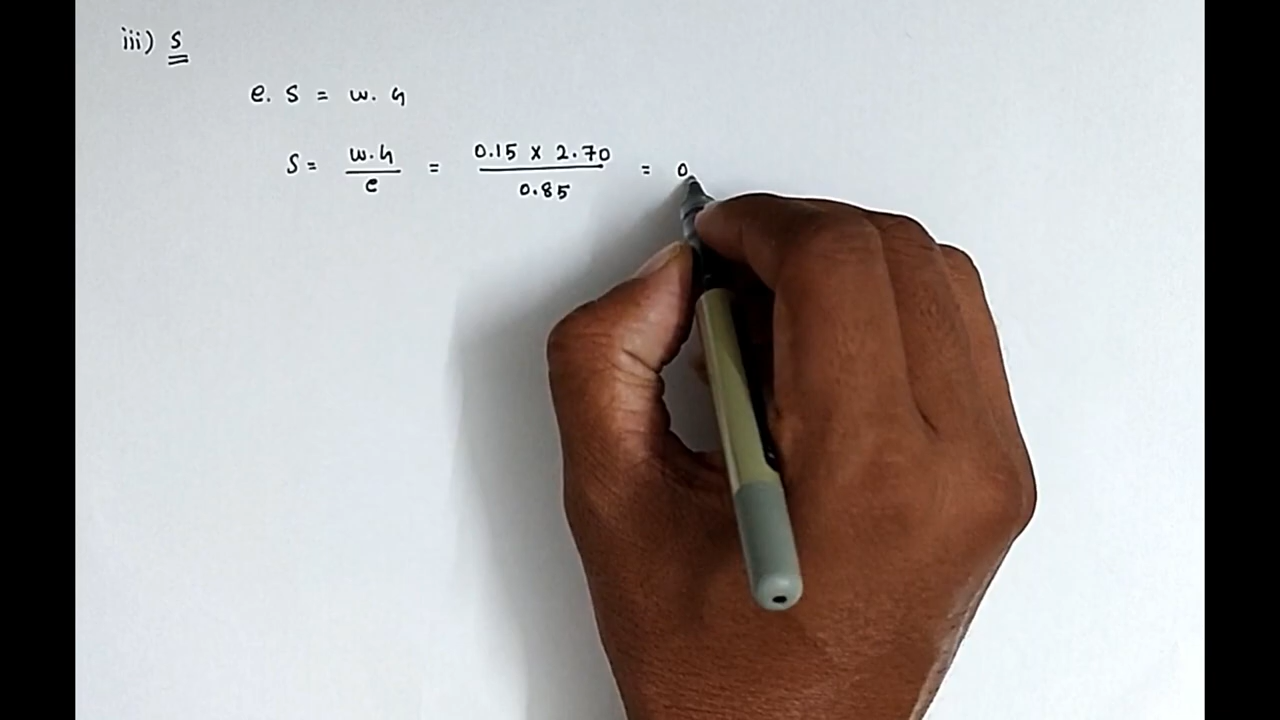 iii) S
e. S = w. G
S = w.G / e = 0.15 x 2.70 / 0.85 = 0.